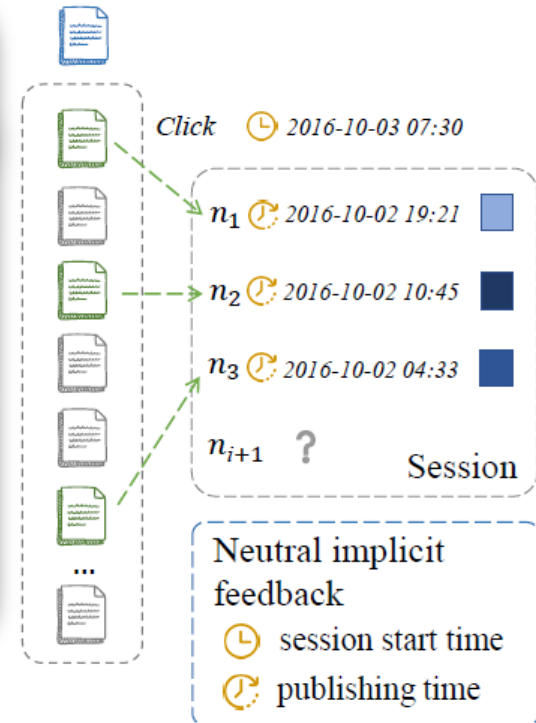 Click 2016-10-03 07:30
n₁ 2016-10-02 19:21
n₂ 2016-10-02 10:45
n₃ 2016-10-02 04:33
nᵢ₊₁ ?
Session
...
Neutral implicit
feedback
session start time
publishing time